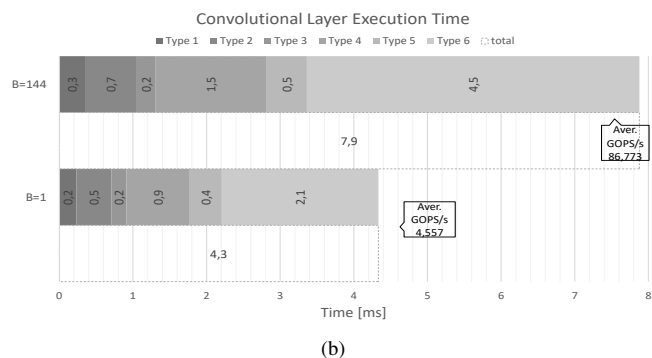 Convolutional Layer Execution Time
Type 1 Type 2 Type 3 Type 4 Type 5 Type 6 total
B=144
0,3 0,7 0,2 1,5 0,5 4,5
7,9
Aver.
GOPS/s
86,773
B=1
0,2 0,5 0,2 0,9 0,4 2,1
Aver.
GOPS/s
4,557
4,3
0 1 2 3 4 5 6 7 8
Time [ms]
(b)